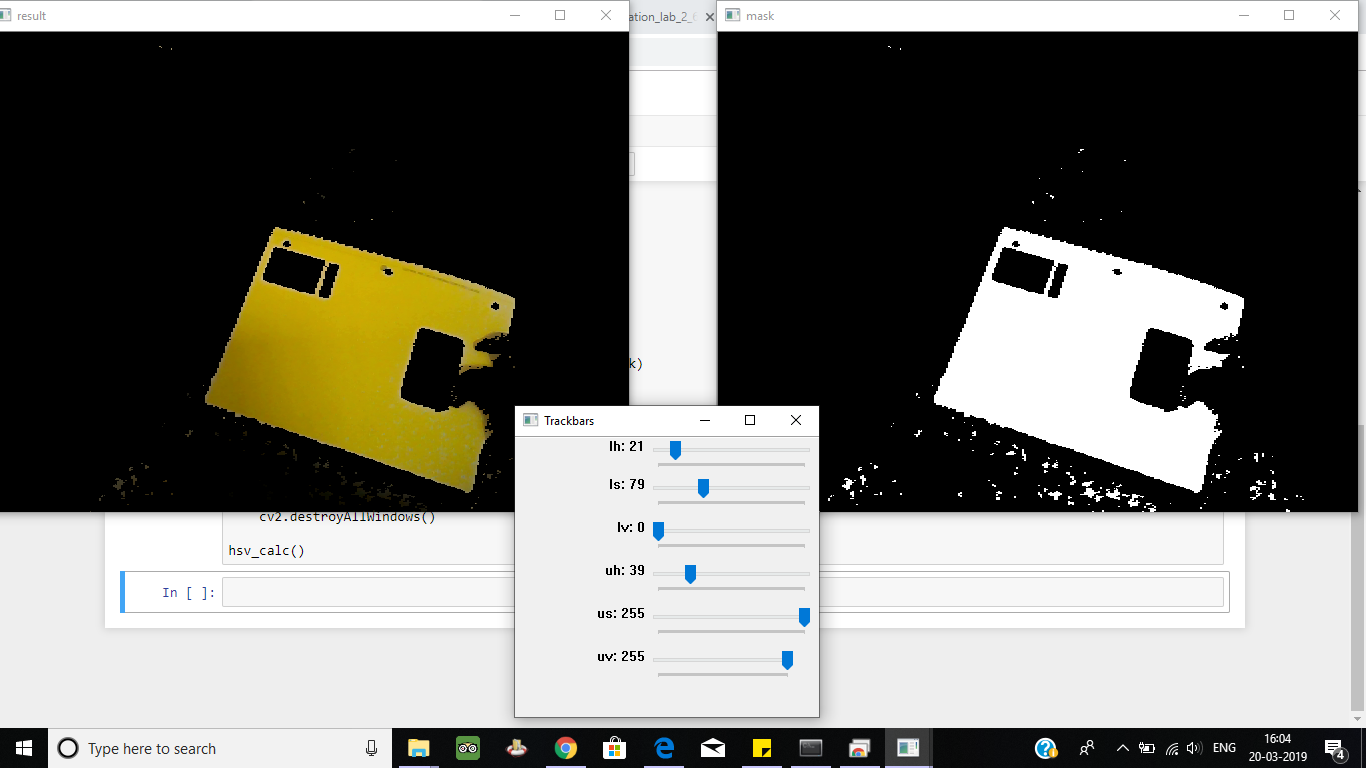 result
ation_lab_2_
mask
k)
Trackbars
lh: 21
ls: 79
lv: 0
uh: 39
us: 255
uv: 255
cv2.destroyAllWindows()
hsv_calc()
In [ ]:
Type here to search
ENG
16:04
20-03-2019
4